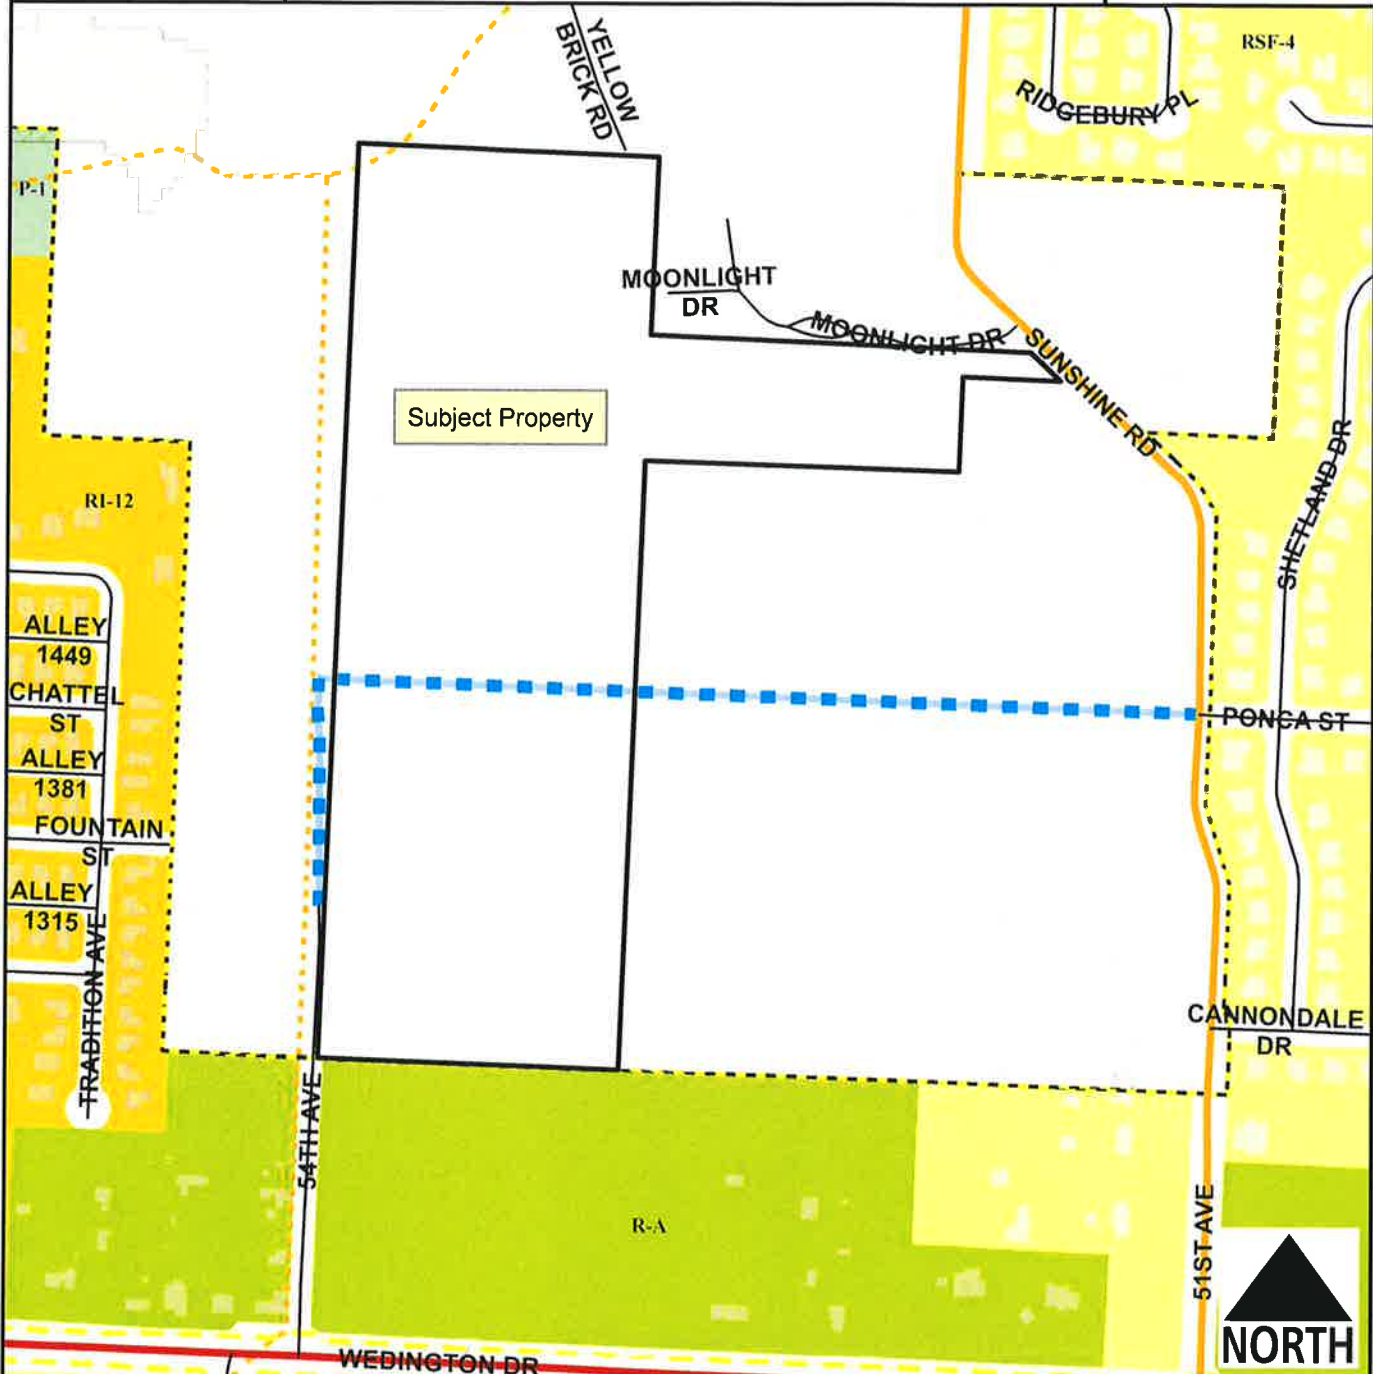 YELLOW
BRICK RD
RSF-4
RIDGEBURY PL
P-1
MOONLIGHT
DR
MOONLIGHT DR
SUNSHINE RD
Subject Property
SHETLAND DR
RI-12
ALLEY
1449
CHATTEL
ST
PONCA ST
ALLEY
1381
FOUNTAIN
ST
ALLEY
1315
TRADITION AVE
CANNONDALE
DR
54TH AVE
R-A
51ST AVE
NORTH
WEDINGTON DR